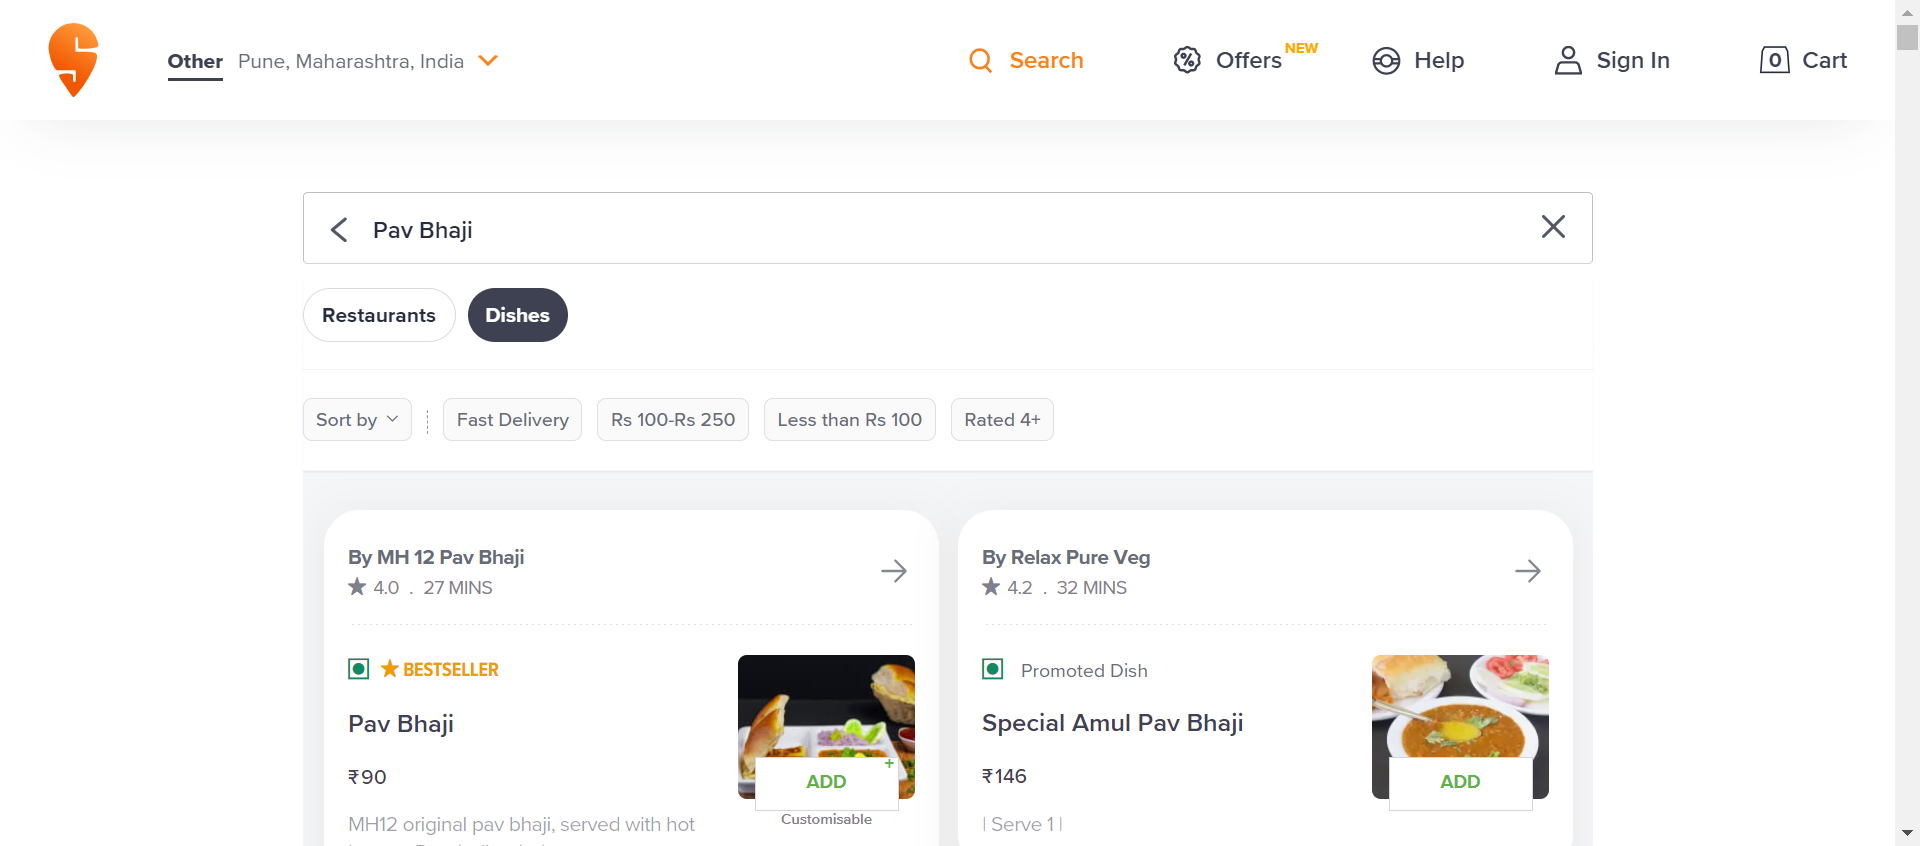 Other Pune, Maharashtra, India
Search
Offers NEW
Help
Sign In
0 Cart
Pav Bhaji
Restaurants
Dishes
Sort by
Fast Delivery
Rs 100-Rs 250
Less than Rs 100
Rated 4+
By MH 12 Pav Bhaji
4.0 . 27 MINS
BESTSELLER
Pav Bhaji
₹90
ADD +
Customisable
MH12 original pav bhaji, served with hot
By Relax Pure Veg
4.2 . 32 MINS
Promoted Dish
Special Amul Pav Bhaji
₹146
ADD
| Serve 1 |